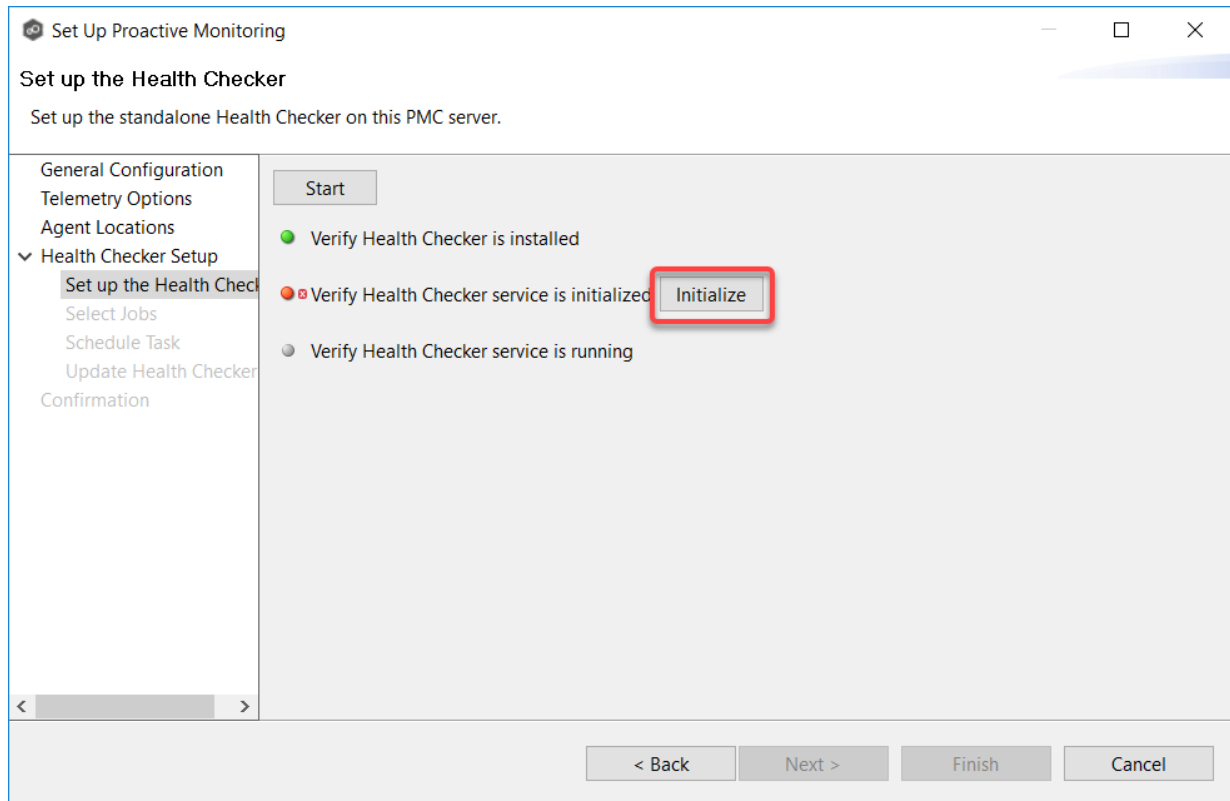 Set Up Proactive Monitoring
Set up the Health Checker
Set up the standalone Health Checker on this PMC server.
General Configuration
Telemetry Options
Agent Locations
Health Checker Setup
Set up the Health Check
Select Jobs
Schedule Task
Update Health Checker
Confirmation
Start
Verify Health Checker is installed
Verify Health Checker service is initialized Initialize
Verify Health Checker service is running
< Back Next > Finish Cancel